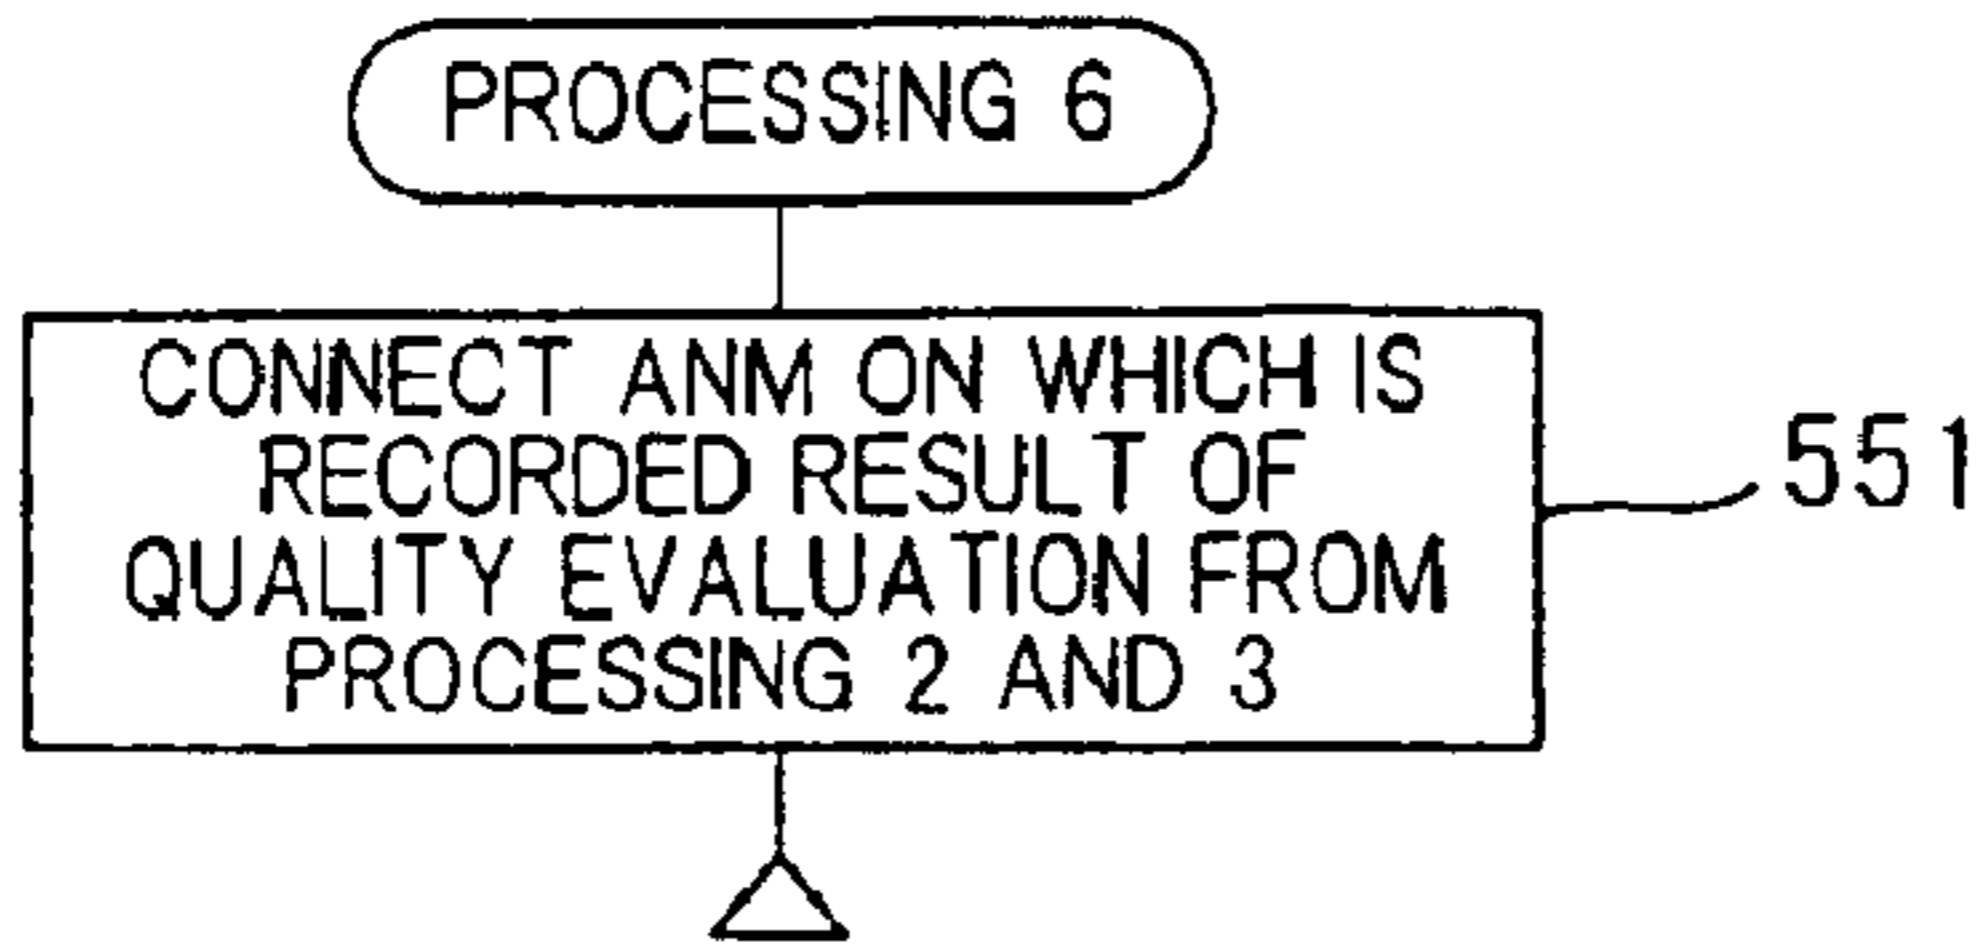 PROCESSING 6
CONNECT ANM ON WHICH IS
RECORDED RESULT OF
QUALITY EVALUATION FROM
PROCESSING 2 AND 3
551